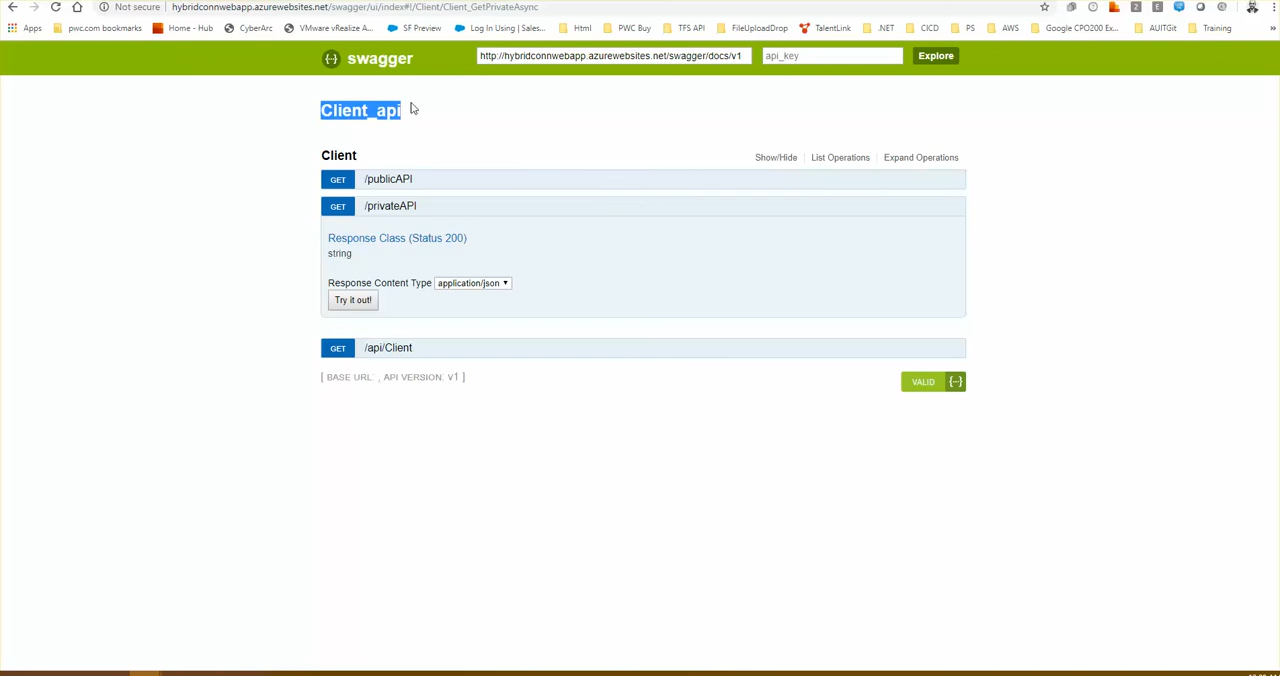 Not secure | hybridconnwebapp.azurewebsites.net/swagger/ui/index#!/Client/Client_GetPrivateAsync
Apps pwc.com bookmarks Home - Hub CyberArc VMware vRealize A... SF Preview Log In Using | Sales... Html PWC Buy TFS API FileUploadDrop TalentLink .NET CICD PS Google CPO200 Ex... AWS AUITGit Training »
{··} swagger http://hybridconnwebapp.azurewebsites.net/swagger/docs/v1 api_key Explore
Client_api
Client Show/Hide List Operations Expand Operations
GET /publicAPI
GET /privateAPI
Response Class (Status 200)
string
Response Content Type application/json
Try it out!
GET /api/Client
[ BASE URL: , API VERSION: V1 ] VALID {··}